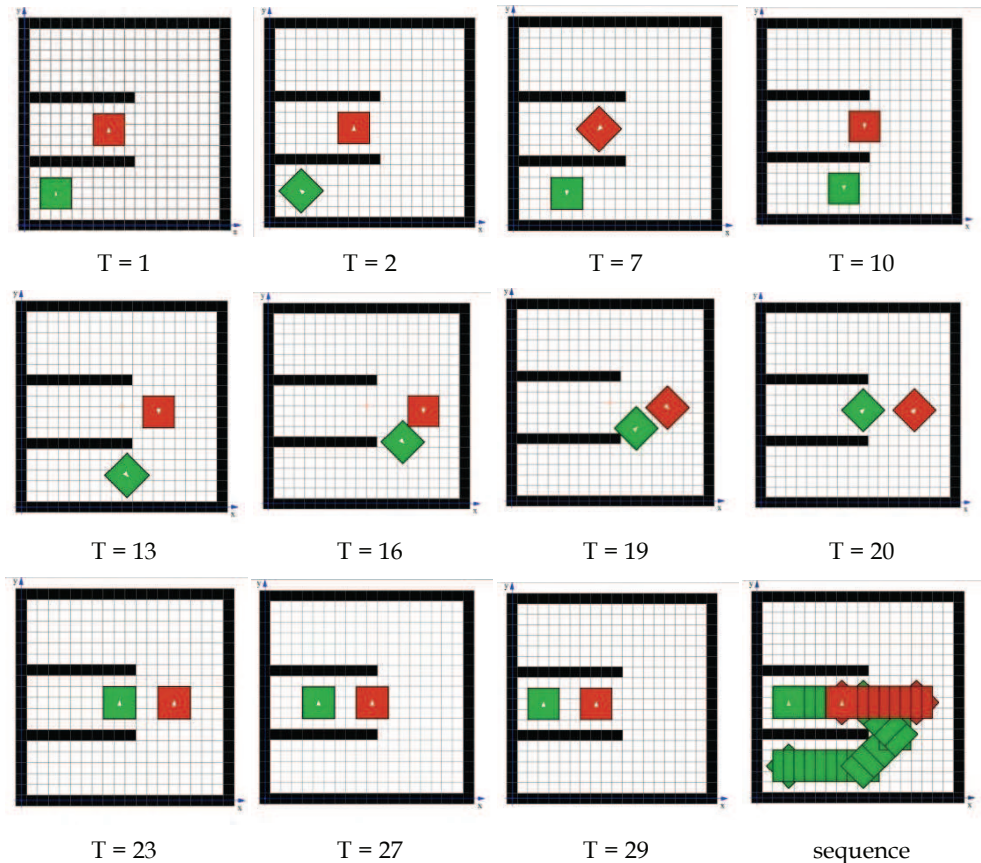 y
y
y
y
x
x
x
x
T = 1
T = 2
T = 7
T = 10
y
y
y
y
x
x
x
x
T = 13
T = 16
T = 19
T = 20
y
y
y
y
x
x
x
x
T = 23
T = 27
T = 29
sequence